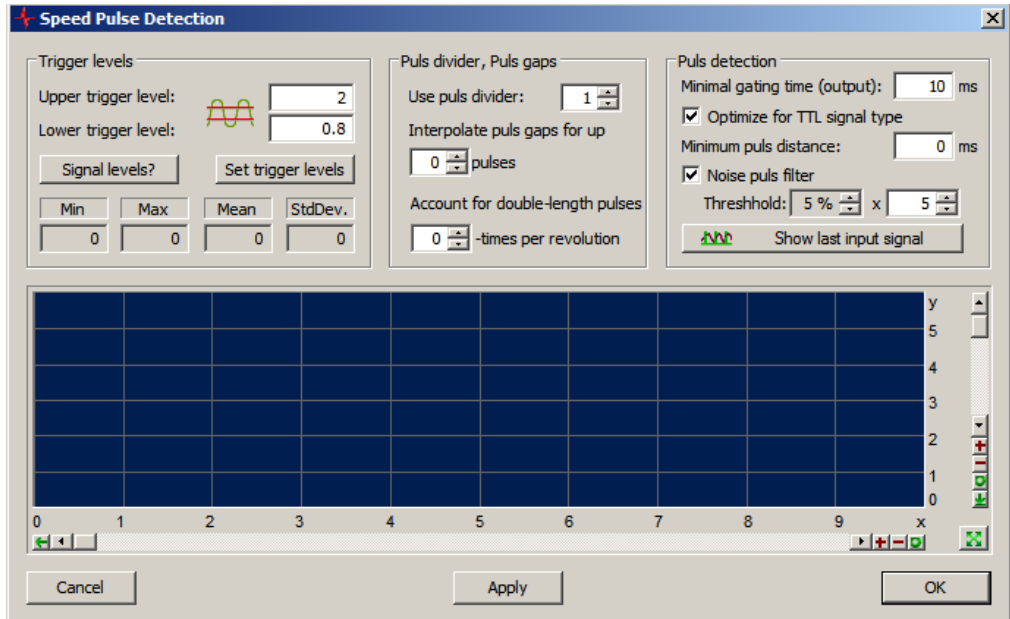 Speed Pulse Detection
Trigger levels
Upper trigger level: 2
Lower trigger level: 0.8
Signal levels? Set trigger levels
Min Max Mean StdDev.
0 0 0 0
Puls divider, Puls gaps
Use puls divider: 1
Interpolate puls gaps for up
0 pulses
Account for double-length pulses
0 -times per revolution
Puls detection
Minimal gating time (output): 10 ms
Optimize for TTL signal type
Minimum puls distance: 0 ms
Noise puls filter
Threshhold: 5 % x 5
Show last input signal
y
5
4
3
2
1
0
0 1 2 3 4 5 6 7 8 9 x
Cancel Apply OK